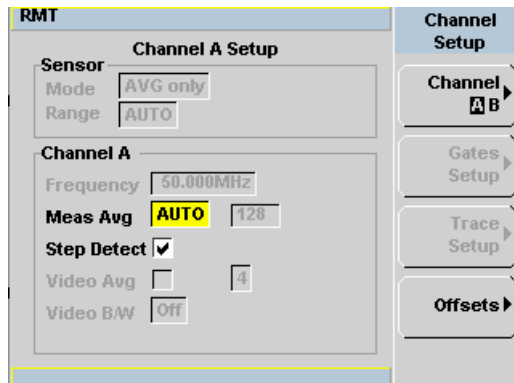 RMT
Channel A Setup
Sensor
Mode AVG only
Range AUTO
Channel A
Frequency 50.000MHz
Meas Avg AUTO 128
Step Detect
Video Avg 4
Video B/W Off
Channel
Setup
Channel
A B
Gates
Setup
Trace
Setup
Offsets